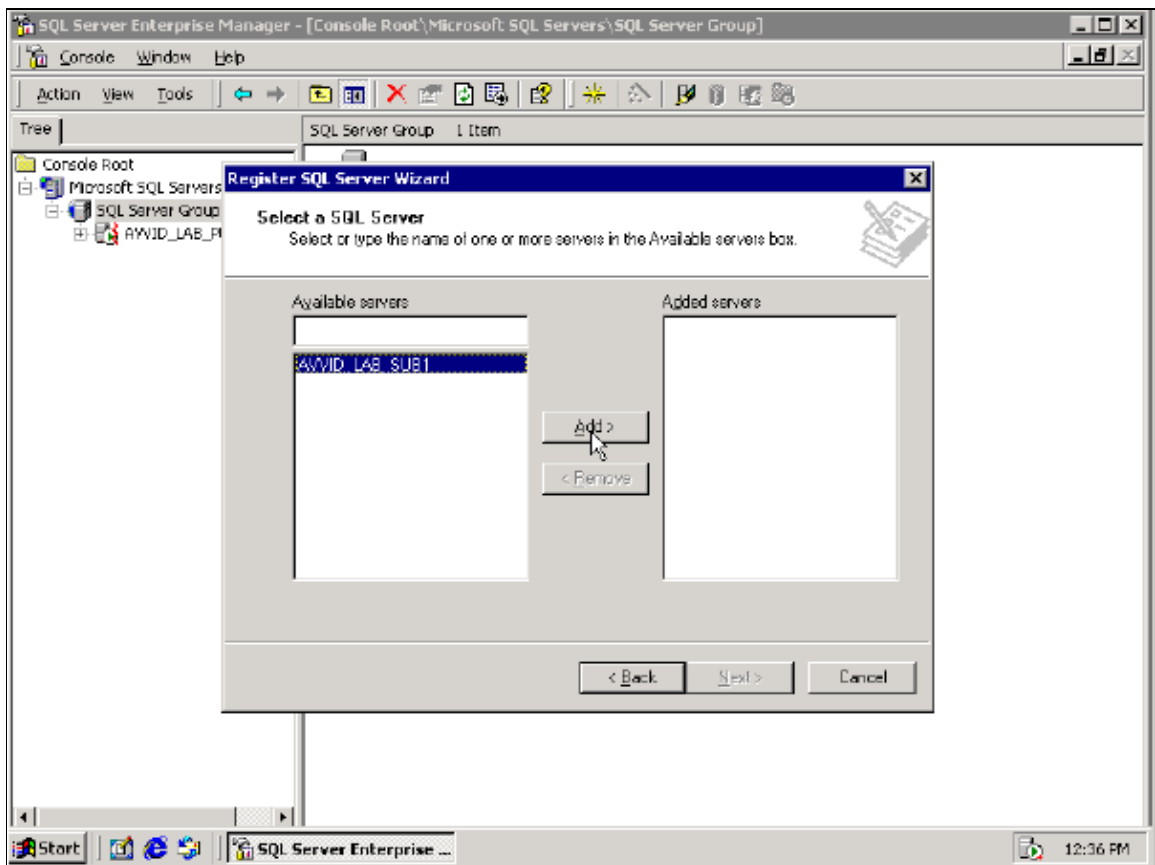 SQL Server Enterprise Manager - [Console Root\Microsoft SQL Servers\SQL Server Group]
Console Window Help
Action View Tools
Tree
SQL Server Group 1 Item
Console Root
Microsoft SQL Servers
SQL Server Group
AVVID_LAB_PU
Register SQL Server Wizard
Select a SQL Server
Select or type the name of one or more servers in the Available servers box.
Available servers
Added servers
AVVID_LAB_SUB1
Add >
< Remove
< Back Next > Cancel
Start SQL Server Enterprise ... 12:36 PM